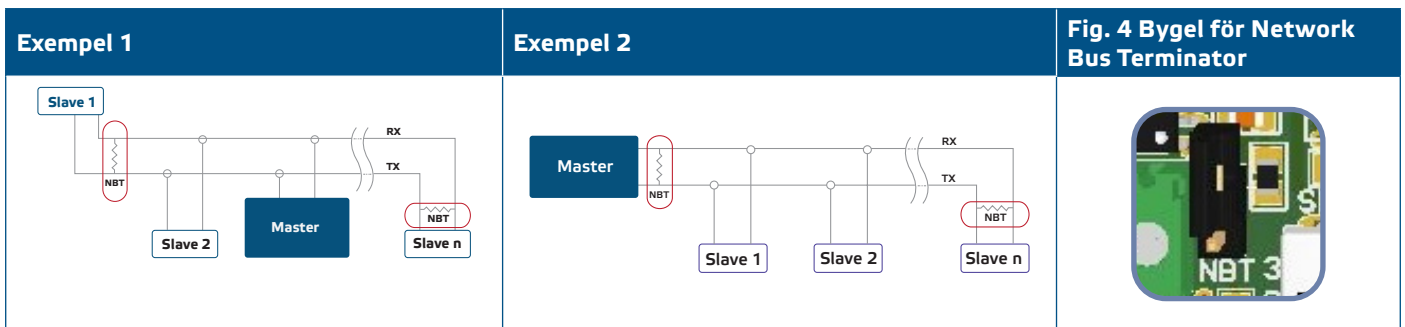 Exempel 1
Slave 1
RX
TX
NBT
NBT
Slave 2
Master
Slave n
Exempel 2
Master
RX
TX
NBT
NBT
Slave 1
Slave 2
Slave n
Fig. 4 Bygel för Network
Bus Terminator
NBT 3